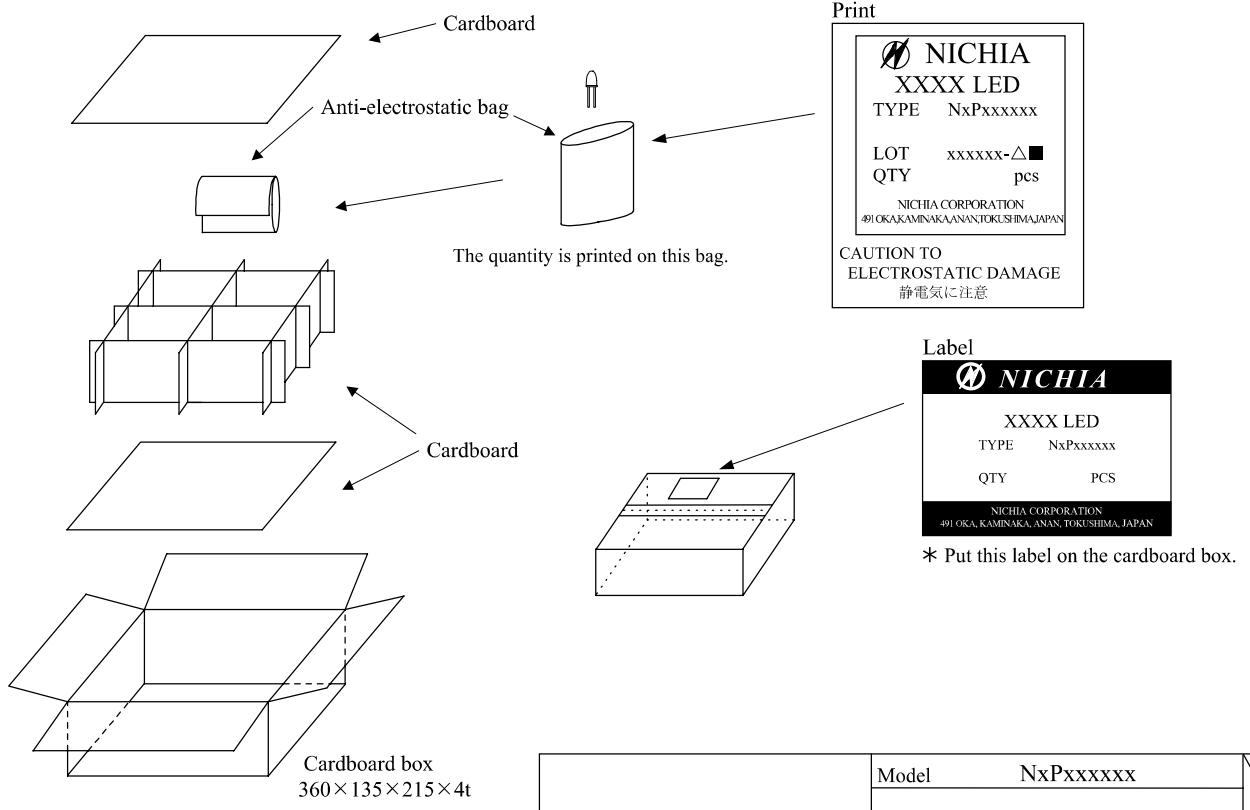 Cardboard
Anti-electrostatic bag
The quantity is printed on this bag.
Print
NICHIA
XXXX LED
TYPE NxPxxxxxx
LOT xxxxxx-△■
QTY pcs
NICHIA CORPORATION
491 OKA,KAMINAKA,ANAN,TOKUSHIMA,JAPAN
CAUTION TO
ELECTROSTATIC DAMAGE
静電気に注意
Cardboard
Label
NICHIA
XXXX LED
TYPE NxPxxxxxx
QTY PCS
NICHIA CORPORATION
491 OKA, KAMINAKA, ANAN, TOKUSHIMA, JAPAN
* Put this label on the cardboard box.
Cardboard box
360×135×215×4t
Model NxPxxxxxx